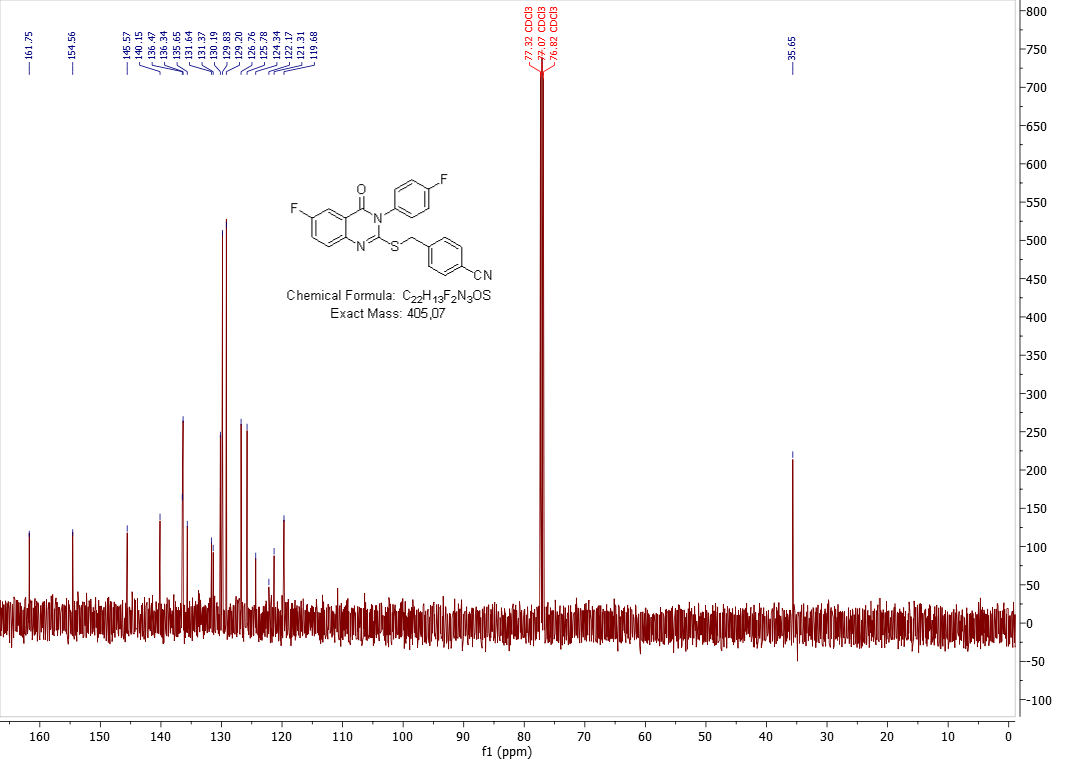 161.75
154.56
145.57
140.15
136.47
136.34
135.65
131.64
131.37
130.19
129.83
129.20
126.76
125.78
124.34
122.17
121.31
119.68
77.32 CDCl3
77.07 CDCl3
76.82 CDCl3
35.65
O
F
F
N
N
S
CN
Chemical Formula: C₂₂H₁₃F₂N₃OS
Exact Mass: 405,07
800
750
700
650
600
550
500
450
400
350
300
250
200
150
100
50
0
-50
-100
160 150 140 130 120 110 100 90 80 70 60 50 40 30 20 10 0
f1 (ppm)